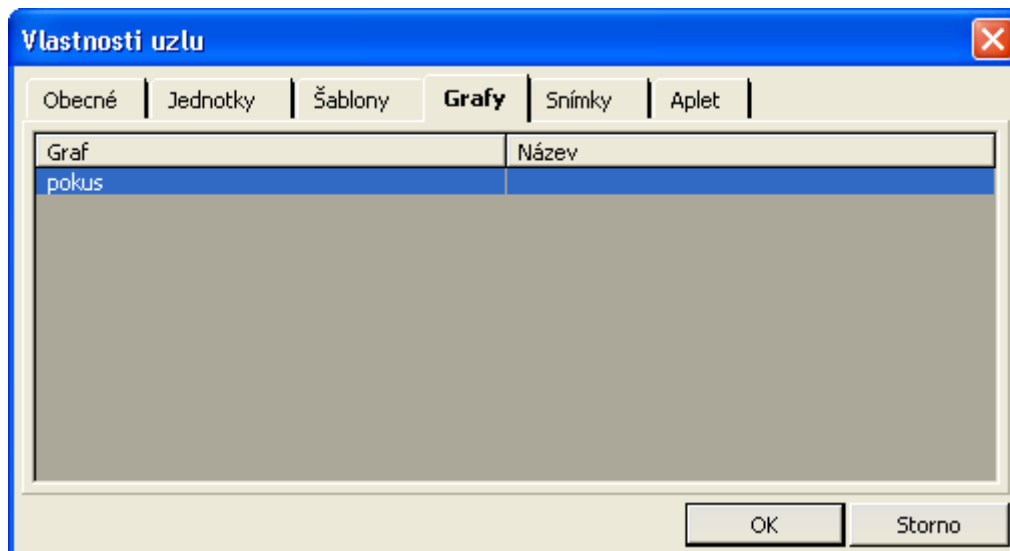 Vlastnosti uzlu
Obecné Jednotky Šablony Grafy Snímky Aplet
Graf Název
pokus
OK Storno